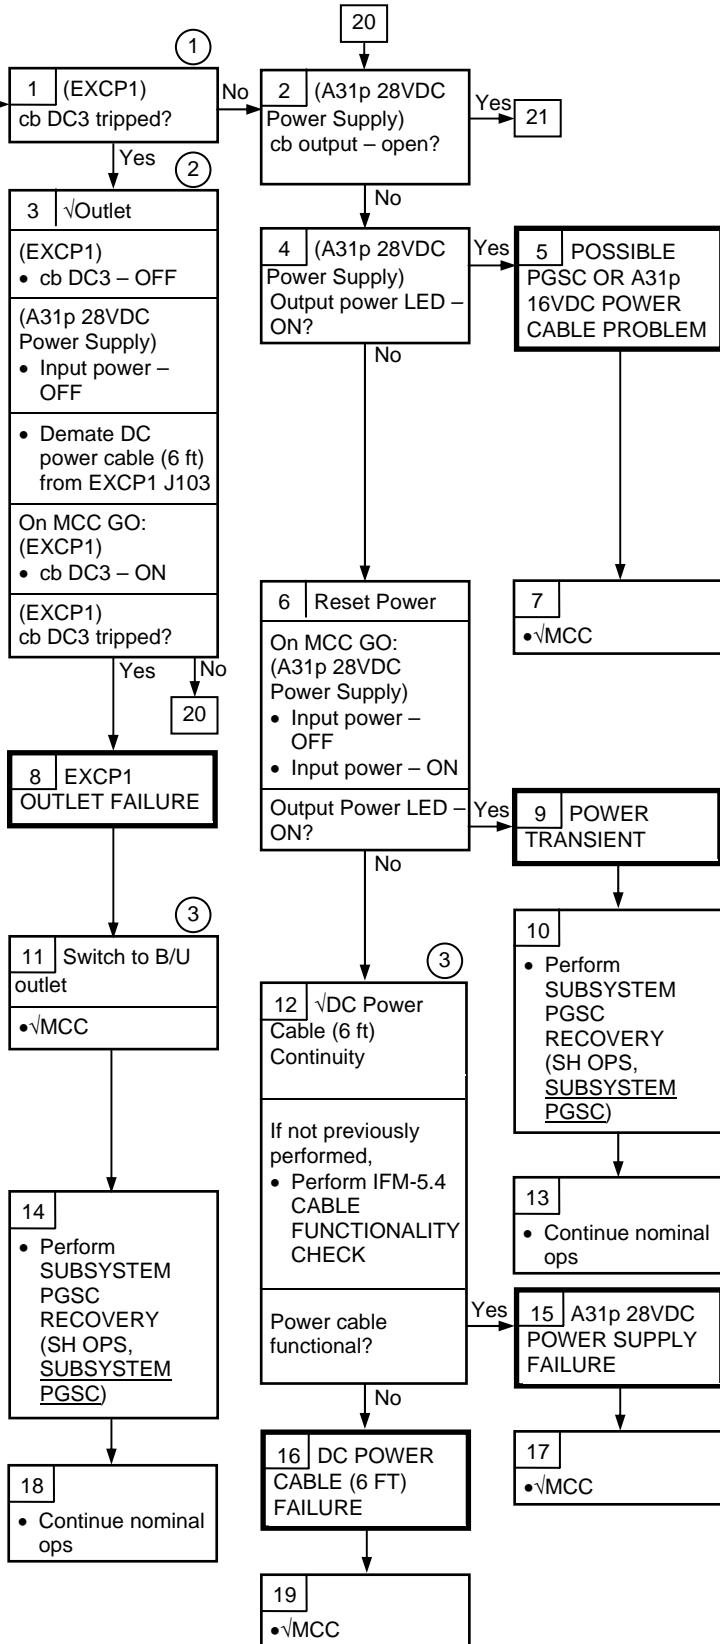 20
1
1 (EXCP1)
cb DC3 tripped?
No
2 (A31p 28VDC
Power Supply)
cb output – open?
Yes
21
Yes
2
No
3 √Outlet
(EXCP1)
• cb DC3 – OFF
(A31p 28VDC
Power Supply)
• Input power –
OFF
• Demate DC
power cable (6 ft)
from EXCP1 J103
On MCC GO:
(EXCP1)
• cb DC3 – ON
(EXCP1)
cb DC3 tripped?
4 (A31p 28VDC
Power Supply)
Output power LED –
ON?
Yes
5 POSSIBLE
PGSC OR A31p
16VDC POWER
CABLE PROBLEM
No
6 Reset Power
On MCC GO:
(A31p 28VDC
Power Supply)
• Input power –
OFF
• Input power – ON
Output Power LED –
ON?
7
•√MCC
Yes
No
20
8 EXCP1
OUTLET FAILURE
Yes
9 POWER
TRANSIENT
No
3
11 Switch to B/U
outlet
•√MCC
3
12 √DC Power
Cable (6 ft)
Continuity
If not previously
performed,
• Perform IFM-5.4
CABLE
FUNCTIONALITY
CHECK
Power cable
functional?
10
• Perform
SUBSYSTEM
PGSC
RECOVERY
(SH OPS,
SUBSYSTEM
PGSC)
13
• Continue nominal
ops
14
• Perform
SUBSYSTEM
PGSC
RECOVERY
(SH OPS,
SUBSYSTEM
PGSC)
Yes
15 A31p 28VDC
POWER SUPPLY
FAILURE
No
16 DC POWER
CABLE (6 FT)
FAILURE
17
•√MCC
18
• Continue nominal
ops
19
•√MCC